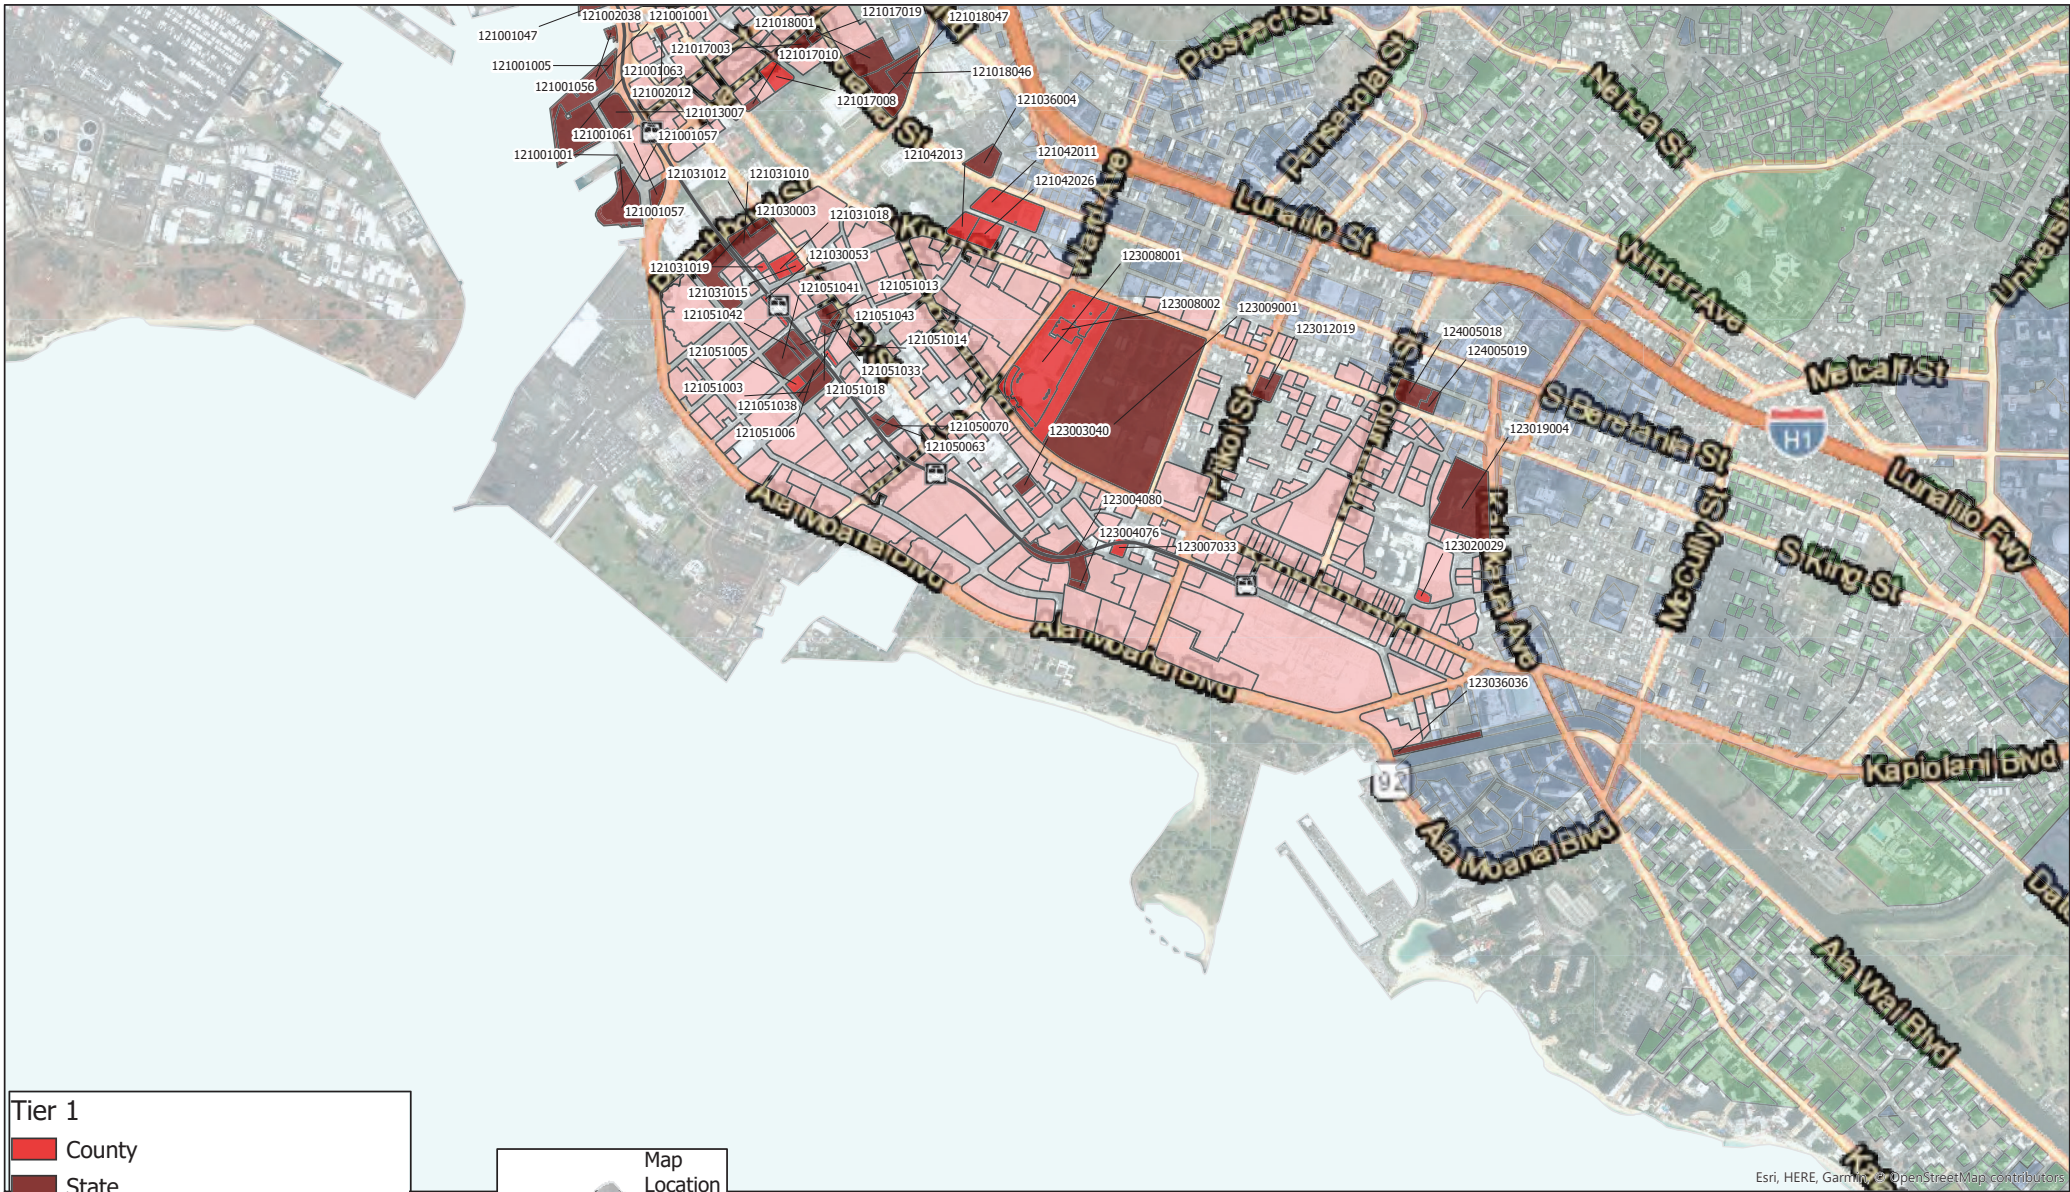 121002038
121001001
121018001
121017019
121018047
121001047
121017003
121017010
Prospect St
121001005
121001063
121018046
Pensacola St
Nehoa St
121001056
121002012
121017008
121036004
121013007
121001061
121001057
121001001
121042013
121042011
121031012
121031010
121042026
Ward Ave
Lunalilo St
121001057
121030003
121031018
Wilder Ave
121031019
121030053
123008001
121031015
121051041
121051013
123008002
123009001
121051042
121051043
123012019
124005018
121051005
121051014
124005019
121051003
121051033
Metcalf St
121051038
121051018
S Beretania St
H1
121051006
121050070
123003040
123019004
121050063
Piikoi St
Lunalilo Fwy
Ala Moana Blvd
123004080
McCully St
123004076
123007033
123020029
S King St
Kapiolani Blvd
Kalakaua Ave
Ala Moana Blvd
123036036
92
Kapiolani Blvd
Ala Moana Blvd
Ala Wai Blvd
Tier 1
County
State
Map
Location
Esri, HERE, Garmin, © OpenStreetMap contributors